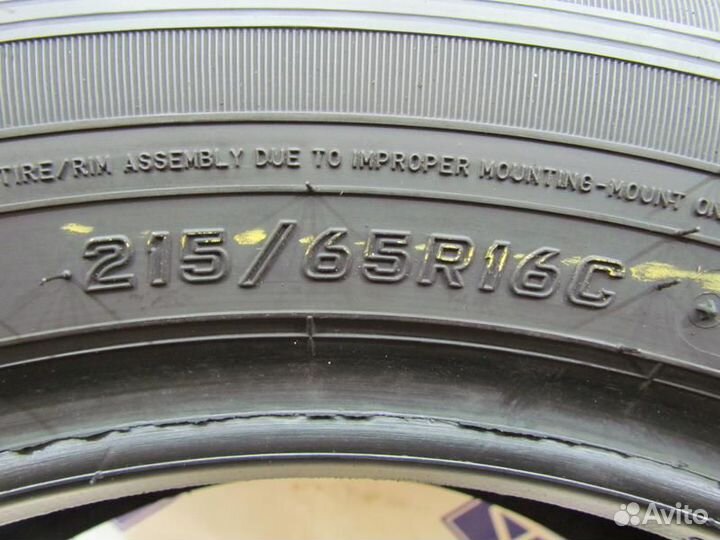 TIRE/RIM ASSEMBLY DUE TO IMPROPER MOUNTING-MOUNT ON
215/65R16C
Avito